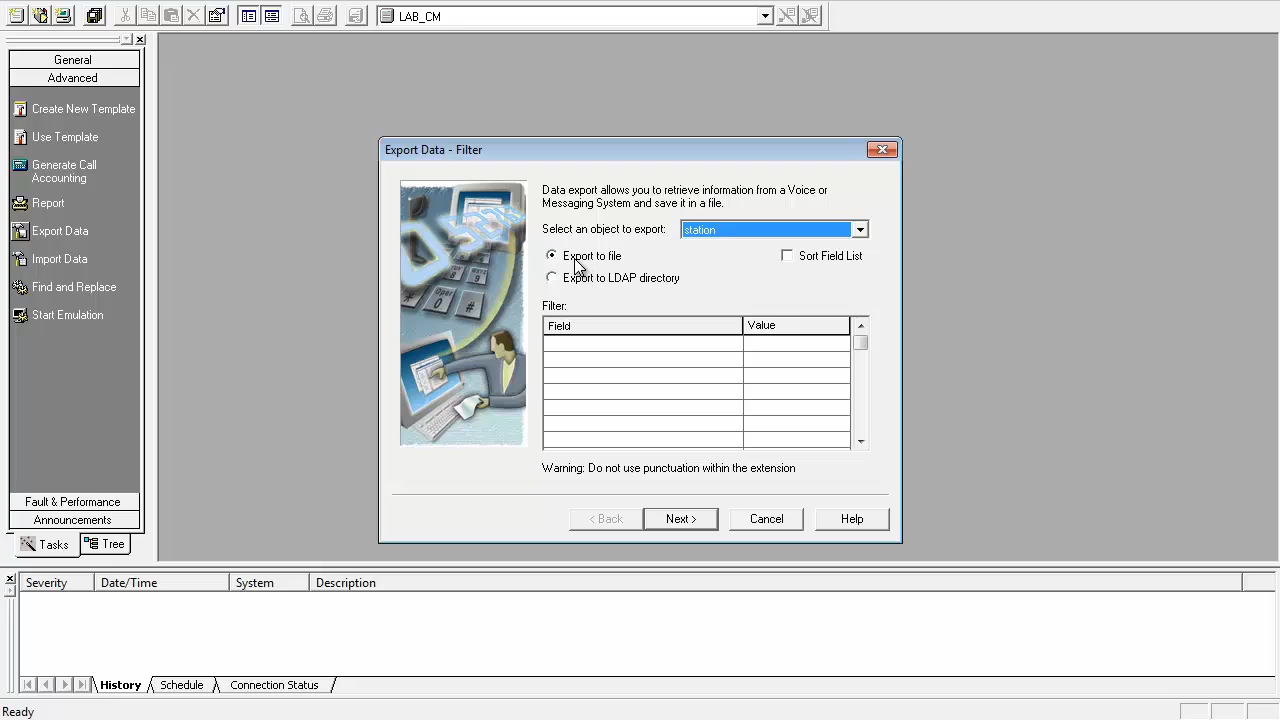 LAB_CM
General
Advanced
Create New Template
Use Template
Generate Call
Accounting
Report
Export Data
Import Data
Find and Replace
Start Emulation
Fault & Performance
Announcements
Tasks
Tree
Export Data - Filter
Data export allows you to retrieve information from a Voice or
Messaging System and save it in a file.
Select an object to export: station
Export to file
Sort Field List
Export to LDAP directory
Filter:
Field Value
Warning: Do not use punctuation within the extension
< Back Next > Cancel Help
Severity Date/Time System Description
History Schedule Connection Status
Ready